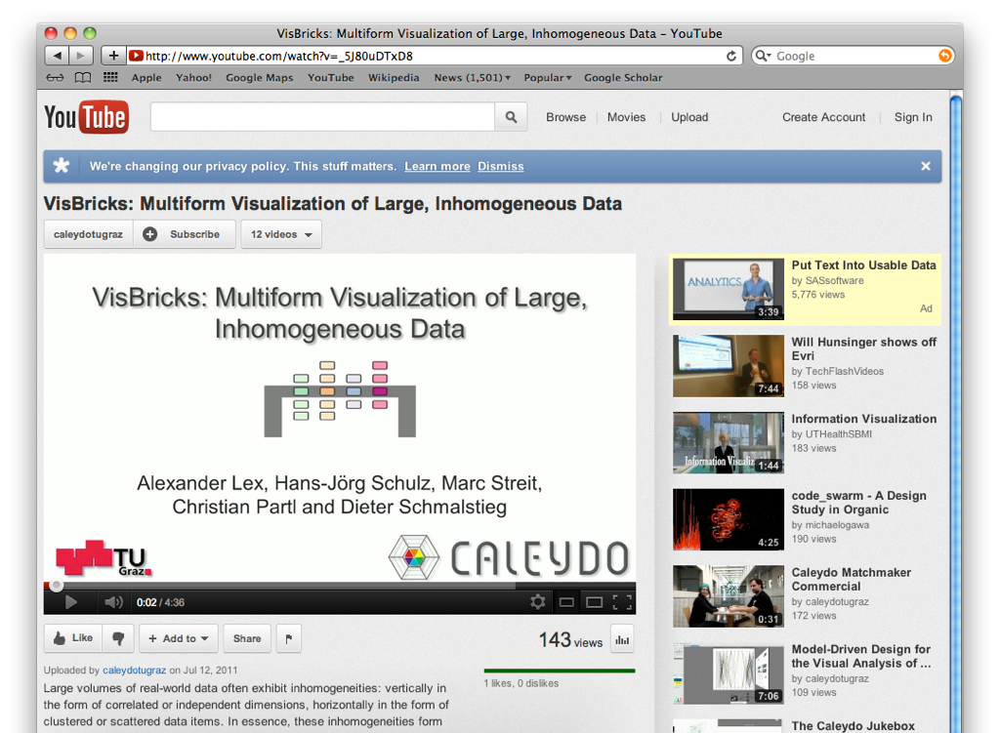 VisBricks: Multiform Visualization of Large, Inhomogeneous Data – YouTube
http://www.youtube.com/watch?v=_5J80uDTxD8
Google
Apple Yahoo! Google Maps YouTube Wikipedia News (1,501) Popular Google Scholar
YouTube
Browse Movies Upload Create Account Sign In
We're changing our privacy policy. This stuff matters. Learn more Dismiss
VisBricks: Multiform Visualization of Large, Inhomogeneous Data
caleydotugraz Subscribe 12 videos
VisBricks: Multiform Visualization of Large,
Inhomogeneous Data
Alexander Lex, Hans-Jörg Schulz, Marc Streit,
Christian Partl and Dieter Schmalstieg
TU
Graz
CALEYDO
0:02 / 4:36
Like Add to Share
143 views
Uploaded by caleydotugraz on Jul 12, 2011
1 likes, 0 dislikes
Large volumes of real-world data often exhibit inhomogeneities: vertically in
the form of correlated or independent dimensions, horizontally in the form of
clustered or scattered data items. In essence, these inhomogeneities form
ANALYTICS
3:39
Put Text Into Usable Data
by SASsoftware
5,776 views
Ad
7:44
Will Hunsinger shows off
Evri
by TechFlashVideos
158 views
Information Visualiz
1:44
Information Visualization
by UTHealthSBMI
183 views
4:25
code_swarm - A Design
Study in Organic
by michaelogawa
190 views
0:31
Caleydo Matchmaker
Commercial
by caleydotugraz
172 views
7:06
Model-Driven Design for
the Visual Analysis of ...
by caleydotugraz
109 views
The Caleydo Jukebox